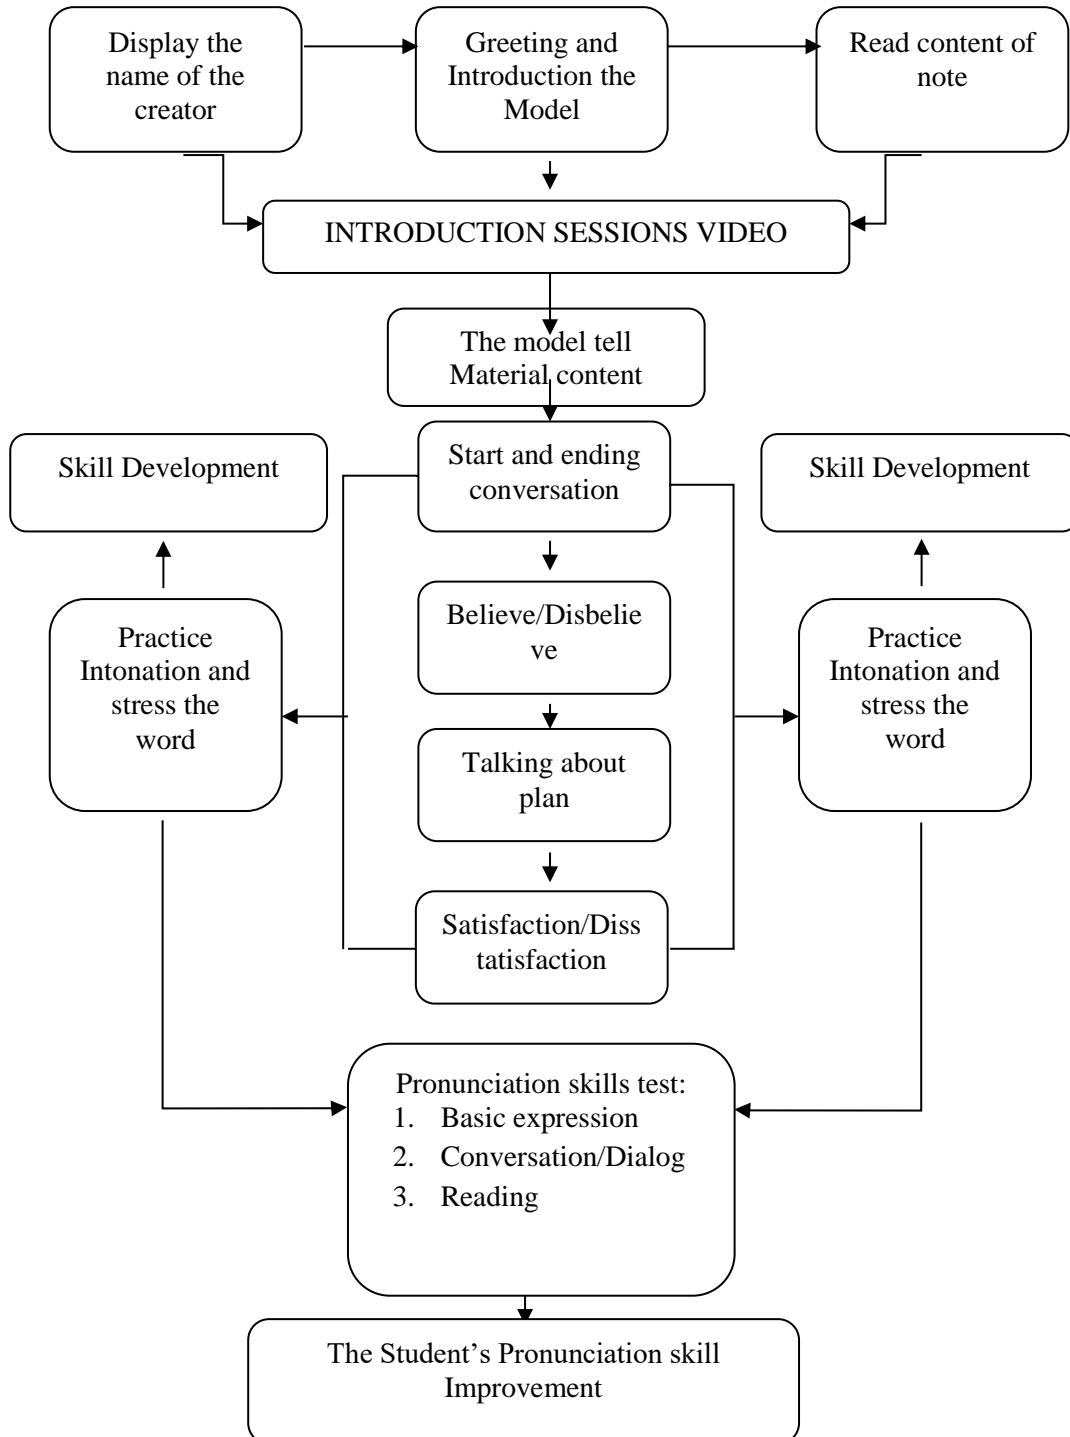 Display the
name of the
creator
Greeting and
Introduction the
Model
Read content of
note
INTRODUCTION SESSIONS VIDEO
The model tell
Material content
Skill Development
Start and ending
conversation
Skill Development
Believe/Disbelie
ve
Practice
Intonation and
stress the
word
Practice
Intonation and
stress the
word
Talking about
plan
Satisfaction/Diss
tatisfaction
Pronunciation skills test:
1. Basic expression
2. Conversation/Dialog
3. Reading
The Student’s Pronunciation skill
Improvement